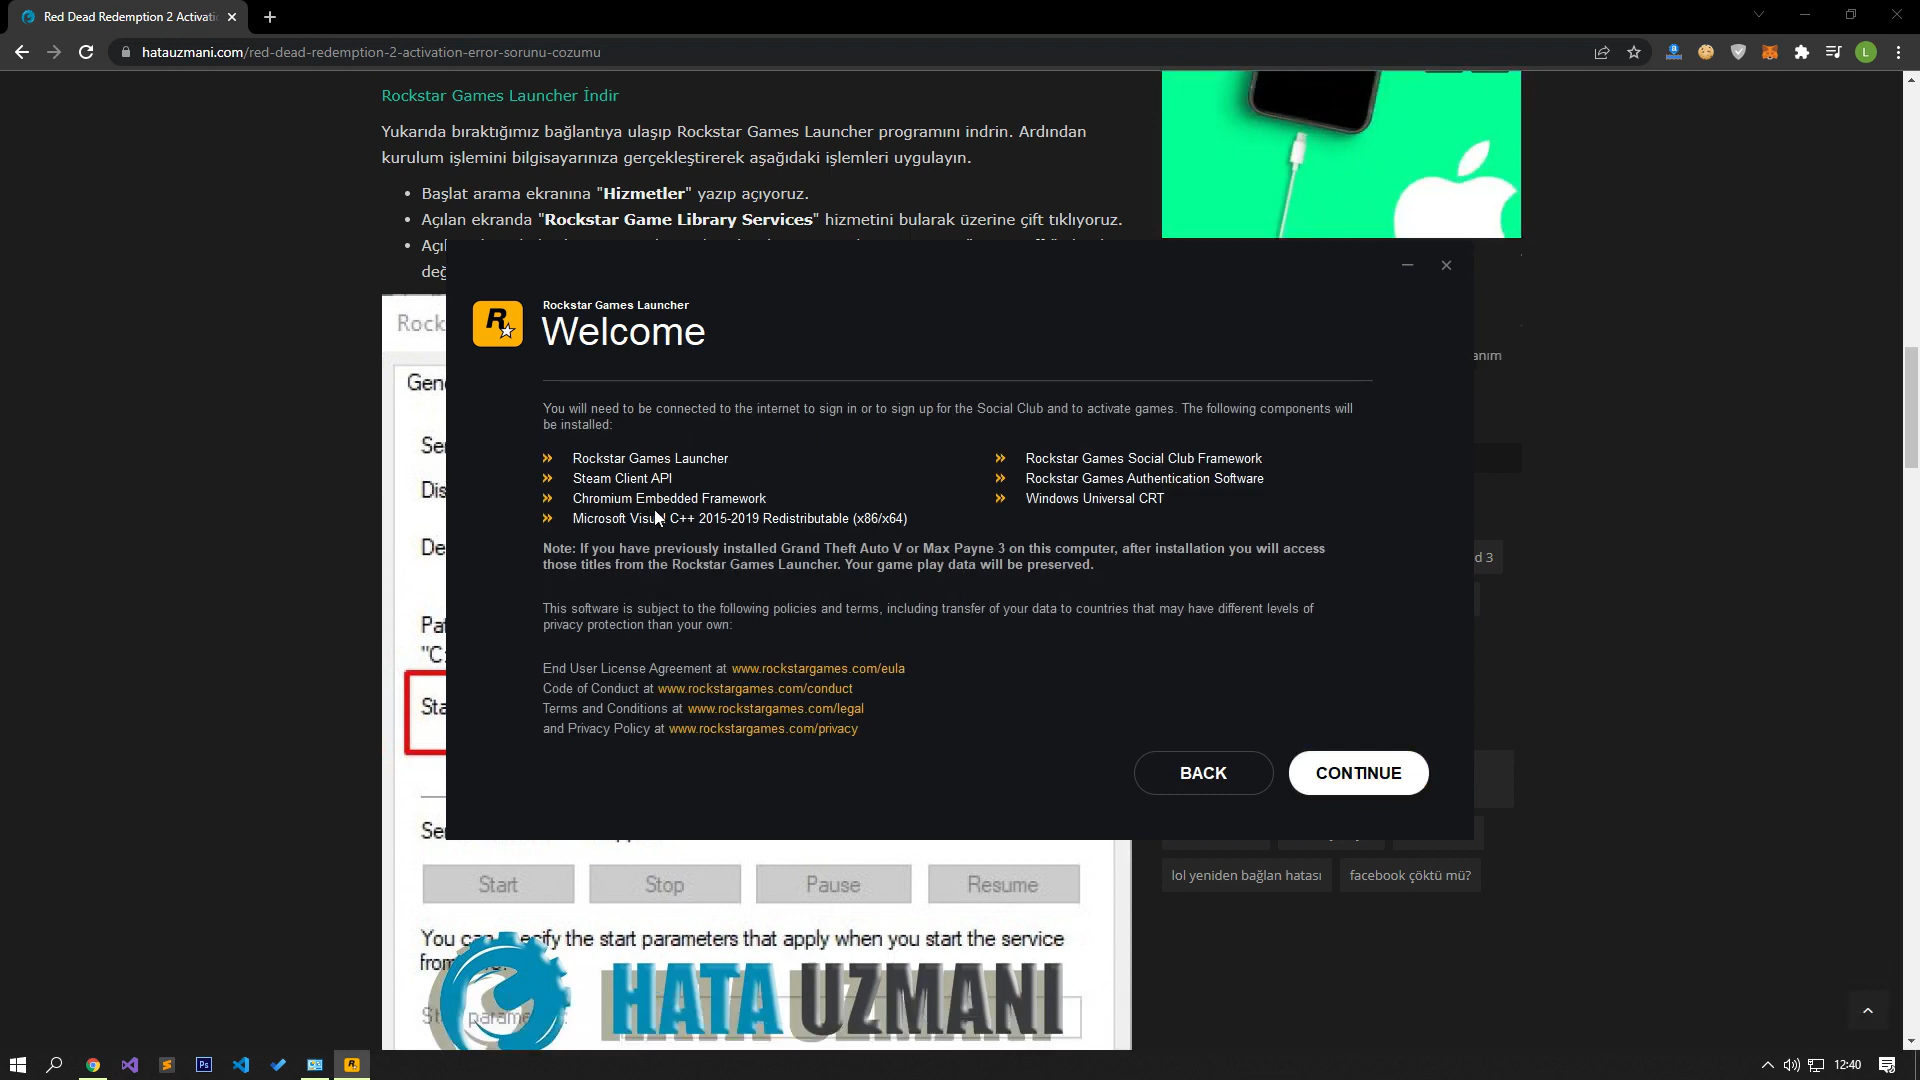 Red Dead Redemption 2 Activati
hatauzmani.com/red-dead-redemption-2-activation-error-sorunu-cozumu
L
Rockstar Games Launcher İndir
Yukarıda bıraktığımız bağlantıya ulaşıp Rockstar Games Launcher programını indrin. Ardından
kurulum işlemini bilgisayarınıza gerçekleştirerek aşağıdaki işlemleri uygulayın.
• Başlat arama ekranına "Hizmetler" yazıp açıyoruz.
• Açılan ekranda "Rockstar Game Library Services" hizmetini bularak üzerine çift tıklıyoruz.
Rockstar Games Launcher
Welcome
You will need to be connected to the internet to sign in or to sign up for the Social Club and to activate games. The following components will
be installed:
Rockstar Games Launcher
Steam Client API
Chromium Embedded Framework
Microsoft Visual C++ 2015-2019 Redistributable (x86/x64)
Rockstar Games Social Club Framework
Rockstar Games Authentication Software
Windows Universal CRT
Note: If you have previously installed Grand Theft Auto V or Max Payne 3 on this computer, after installation you will access
those titles from the Rockstar Games Launcher. Your game play data will be preserved.
This software is subject to the following policies and terms, including transfer of your data to countries that may have different levels of
privacy protection than your own:
End User License Agreement at www.rockstargames.com/eula
Code of Conduct at www.rockstargames.com/conduct
Terms and Conditions at www.rockstargames.com/legal
and Privacy Policy at www.rockstargames.com/privacy
BACK CONTINUE
Rock
Gene
"C:
anım
d 3
Start Stop Pause Resume
You can specify the start parameters that apply when you start the service
from
HATA UZMANI
lol yeniden bağlan hatası facebook çöktü mü?
Ps
12:40